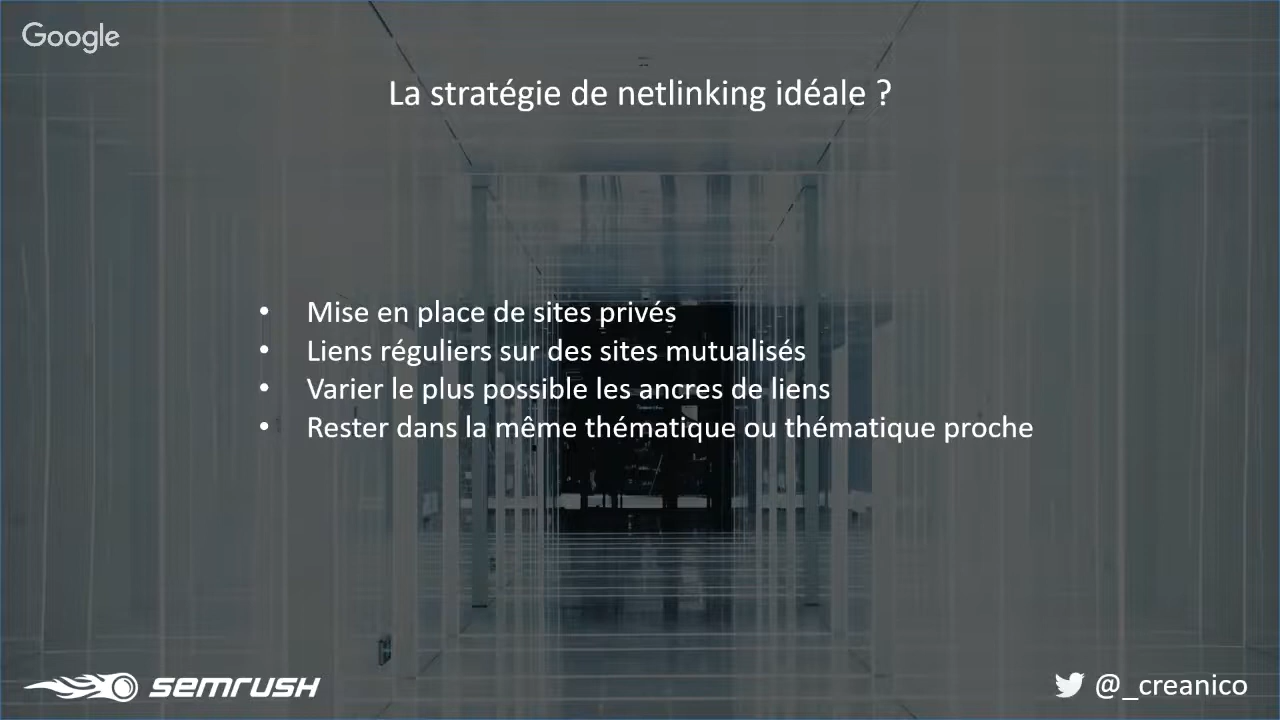 Google
La stratégie de netlinking idéale ?
• Mise en place de sites privés
• Liens réguliers sur des sites mutualisés
• Varier le plus possible les ancres de liens
• Rester dans la même thématique ou thématique proche
SEMRUSH
@_creanico